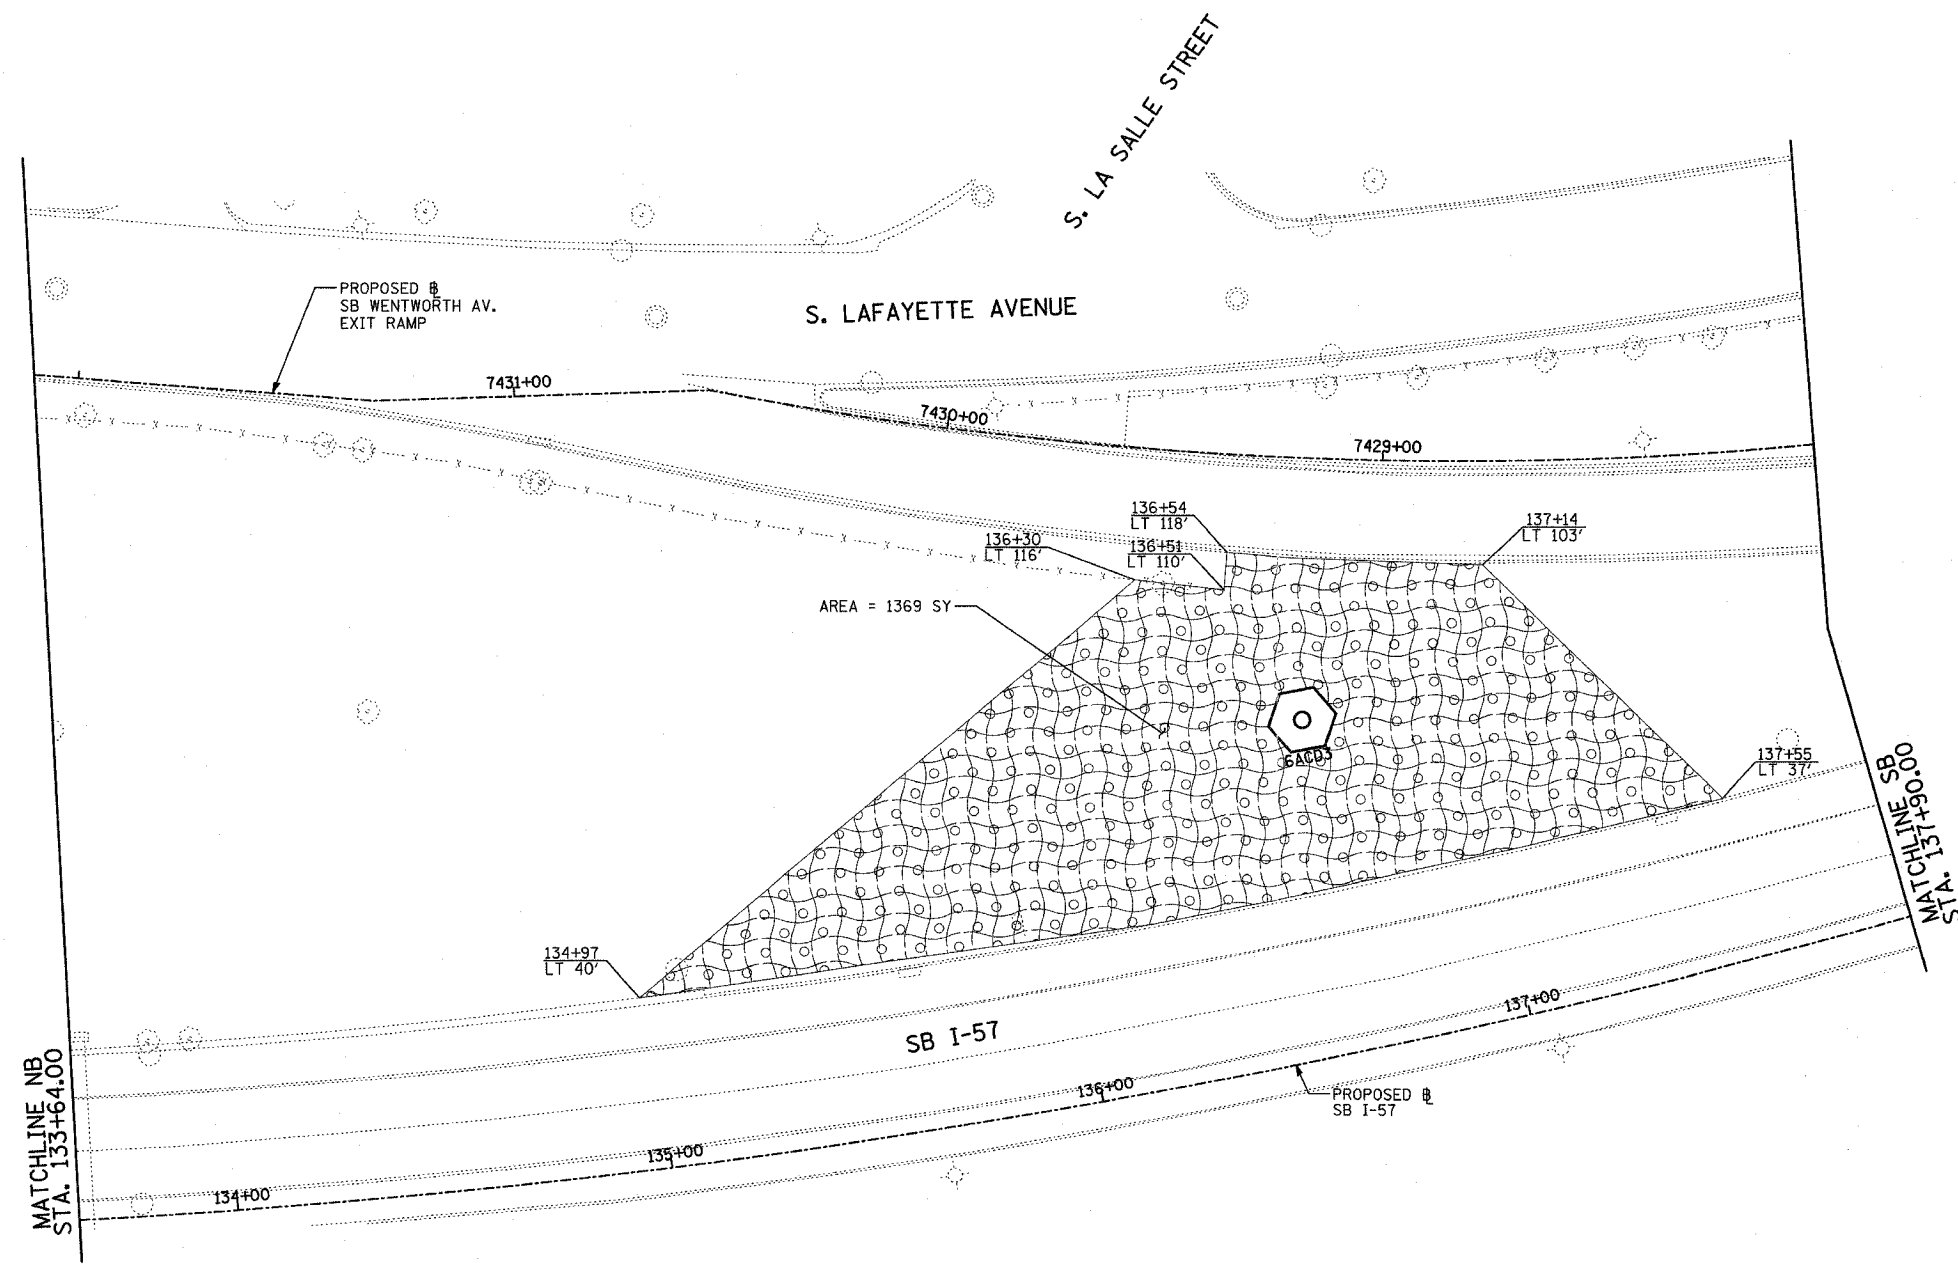 S. LA SALLE STREET
PROPOSED ℄
SB WENTWORTH AV.
EXIT RAMP
S. LAFAYETTE AVENUE
7431+00
7430+00
7429+00
136+54
LT 118'
137+14
LT 103'
136+30
LT 116'
136+51
LT 110'
AREA = 1369 SY
6ACD3
137+55
LT 37'
MATCHLINE SB
STA. 137+90.00
134+97
LT 40'
SB I-57
137+00
136+00
PROPOSED ℄
SB I-57
135+00
134+00
MATCHLINE NB
STA. 133+64.00